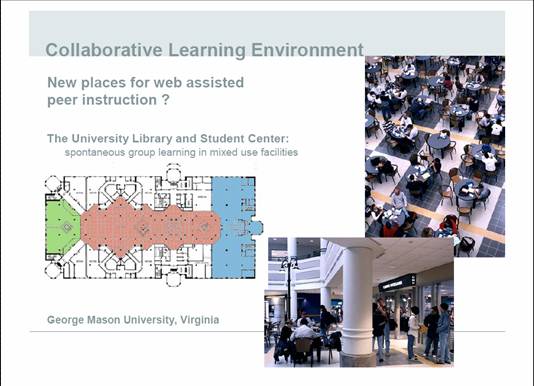 Collaborative Learning Environment
New places for web assisted
peer instruction ?
The University Library and Student Center:
spontaneous group learning in mixed use facilities
George Mason University, Virginia